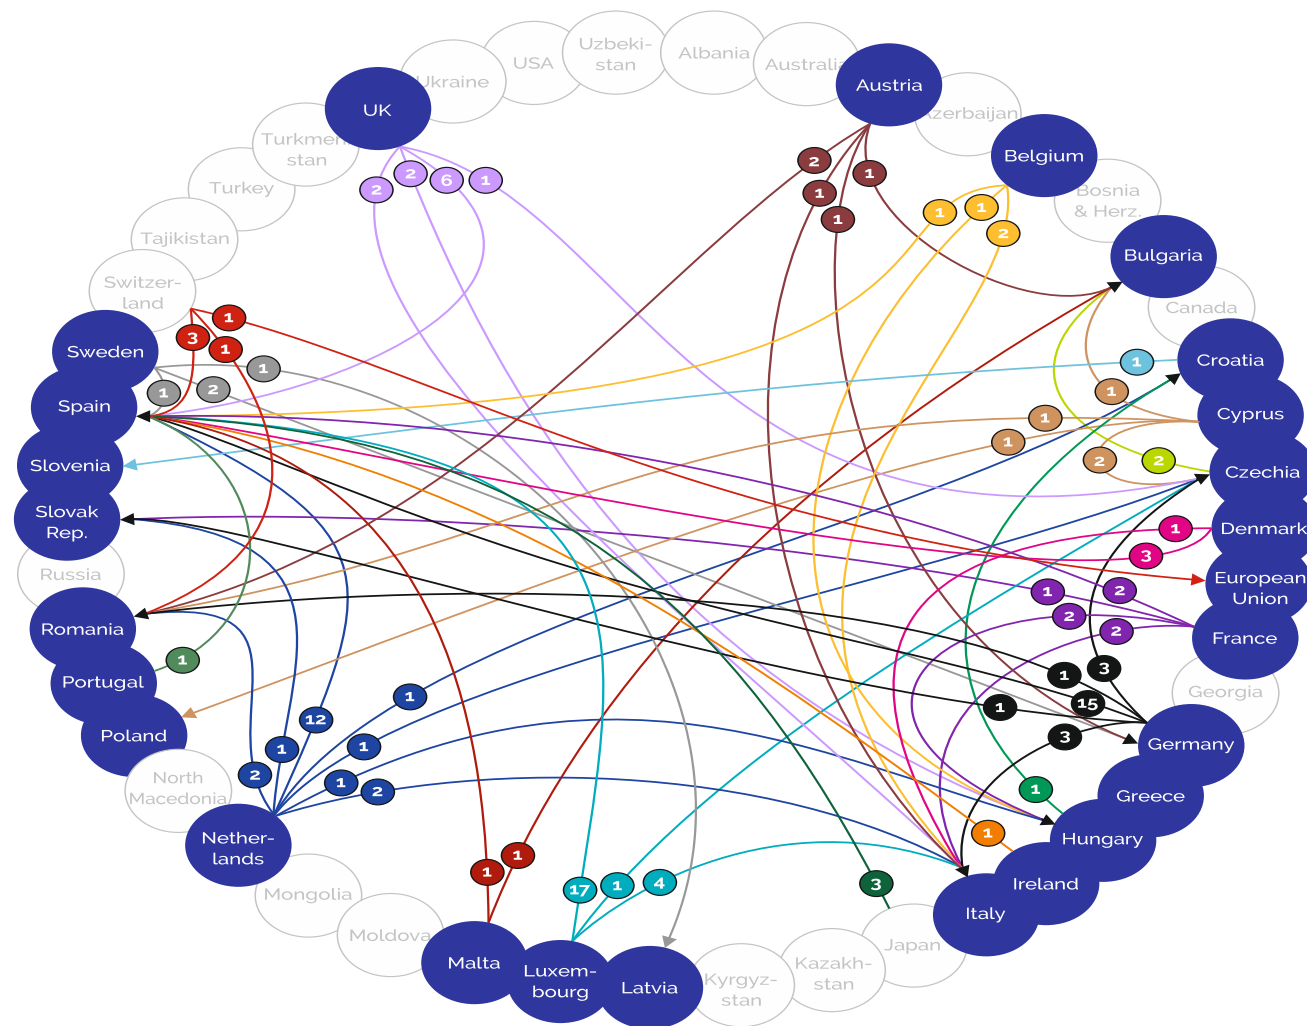 Uzbeki-
stan
Albania
USA
Australia
Ukraine
Austria
UK
Azerbaijan
Turkmen
stan
Belgium
2
2
6
1
2
1
1
1
Turkey
Bosnia
& Herz.
1
1
2
Tajikistan
Bulgaria
Switzer-
land
Canada
1
3
1
Sweden
1
Croatia
1
1
2
1
Spain
1
1
Cyprus
Slovenia
2
2
Czechia
Slovak
Rep.
1
3
Denmark
Russia
European
Union
1
2
Romania
2
2
France
1
3
1
Portugal
1
15
Georgia
1
12
3
Poland
1
1
Germany
2
1
2
North
Macedonia
1
Greece
Nether-
lands
1
Hungary
1
1
17
1
4
3
Ireland
Mongolia
Italy
Moldova
Japan
Malta
Luxem-
bourg
Latvia
Kyrgyz-
stan
Kazakh-
stan